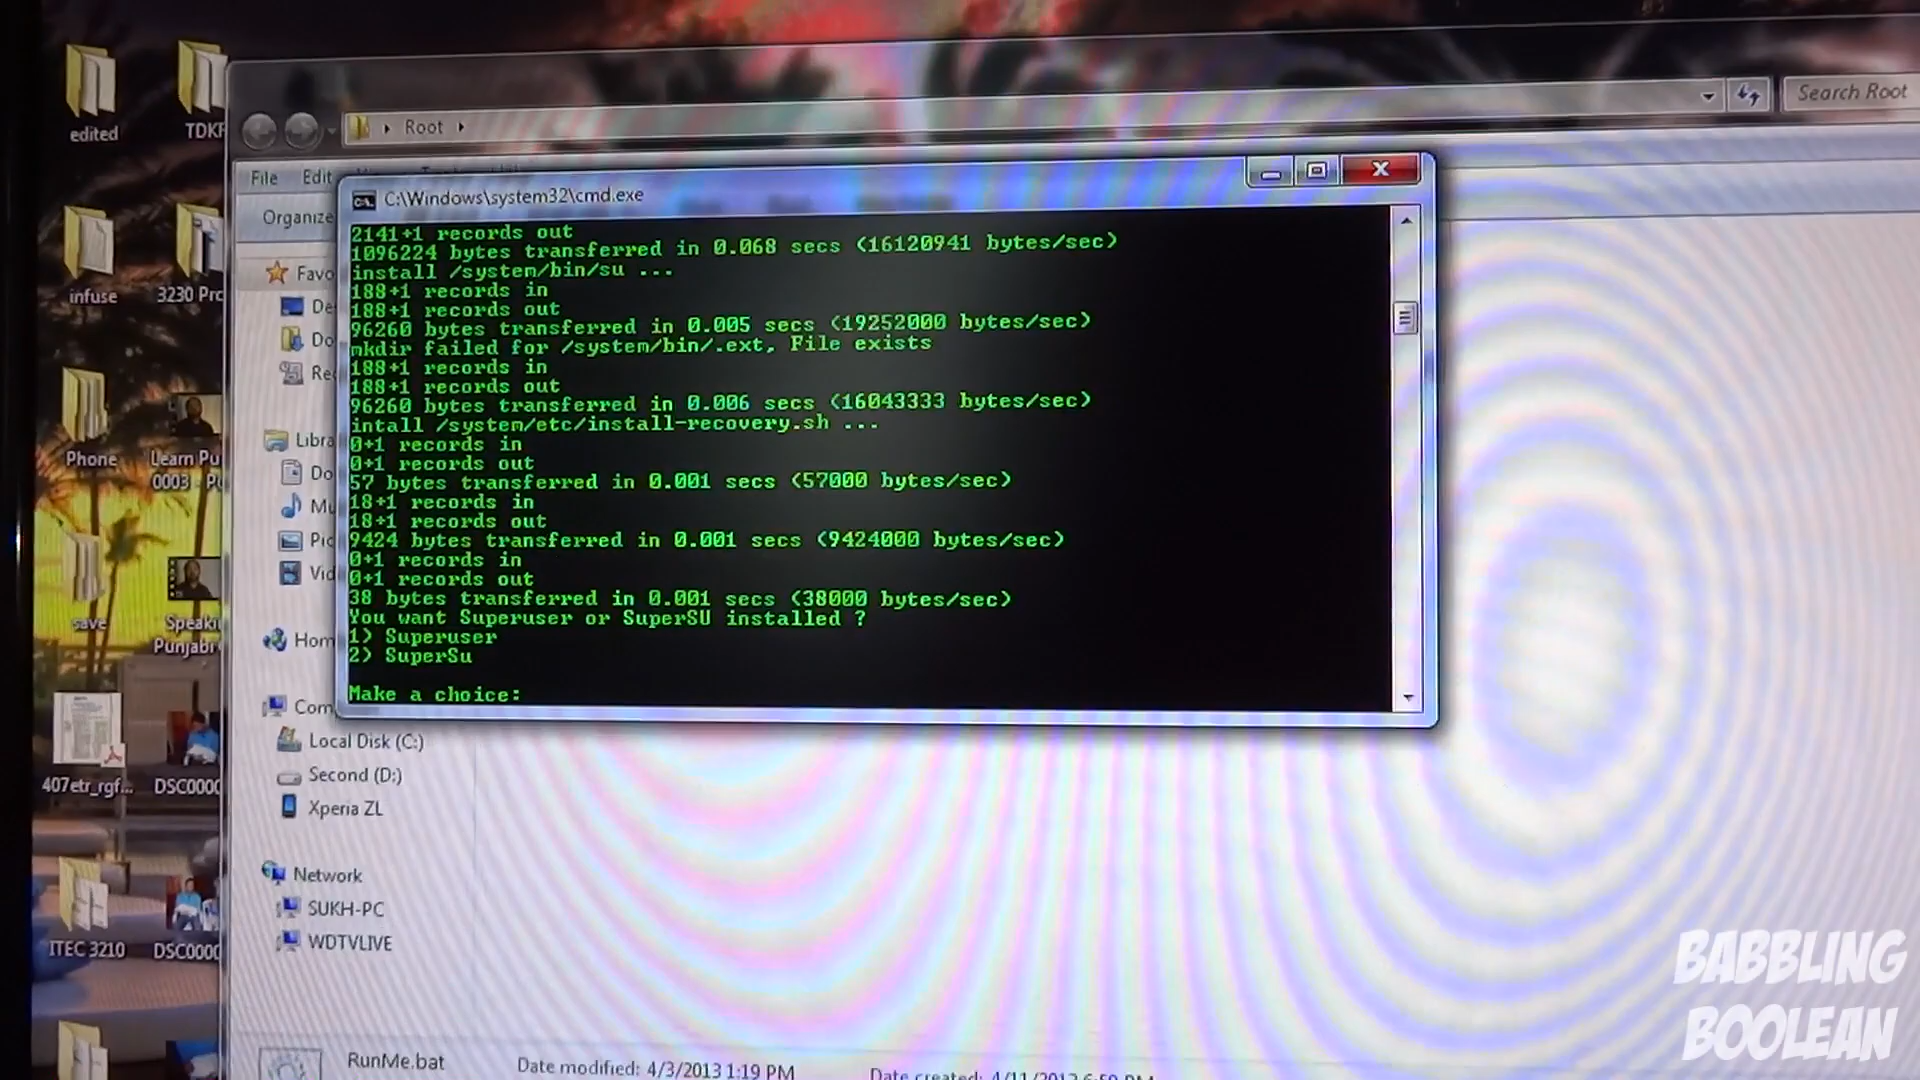 edited
TDKF
infuse
3230 Pro
Phone
Learn Pu
0003 - Pu
save
Speaki
Punjabi
407etr_rgf...
DSC0000
ITEC 3210
DSC0000
Root
Search Root
File Edit
Organize
Favo
De
Do
Rec
Libra
Do
Mu
Pic
Vid
Hom
Com
Local Disk (C:)
Second (D:)
Xperia ZL
Network
SUKH-PC
WDTVLIVE
C:\Windows\system32\cmd.exe
2141+1 records out
1096224 bytes transferred in 0.068 secs (16120941 bytes/sec)
install /system/bin/su ...
188+1 records in
188+1 records out
96260 bytes transferred in 0.005 secs (19252000 bytes/sec)
mkdir failed for /system/bin/.ext, File exists
188+1 records in
188+1 records out
96260 bytes transferred in 0.006 secs (16043333 bytes/sec)
intall /system/etc/install-recovery.sh ...
0+1 records in
0+1 records out
57 bytes transferred in 0.001 secs (57000 bytes/sec)
18+1 records in
18+1 records out
9424 bytes transferred in 0.001 secs (9424000 bytes/sec)
0+1 records in
0+1 records out
38 bytes transferred in 0.001 secs (38000 bytes/sec)
You want Superuser or SuperSU installed ?
1) Superuser
2) SuperSu
Make a choice:
RunMe.bat
Date modified: 4/3/2013 1:19 PM
Date created: 4/11/2013 6:59 PM
BABBLING
BOOLEAN